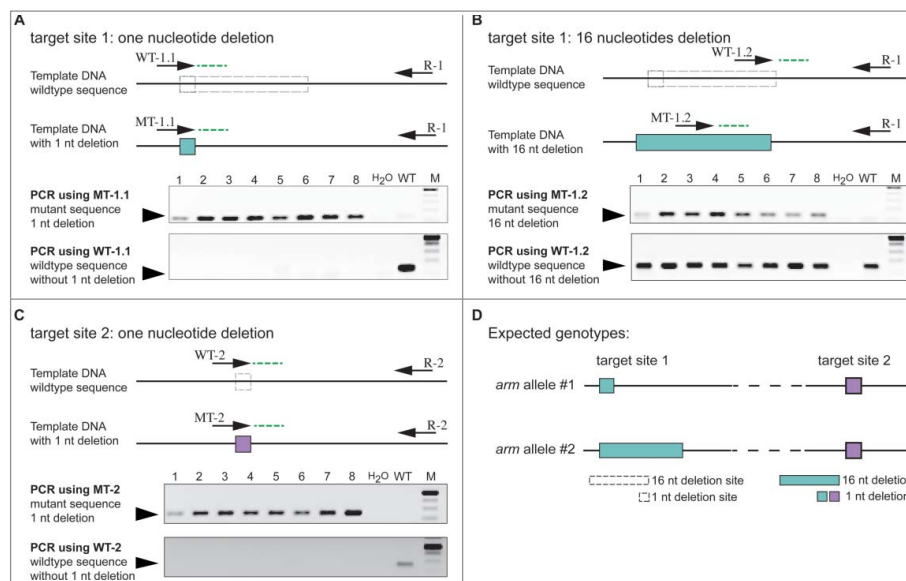 A
target site 1: one nucleotide deletion
WT-1.1
R-1
Template DNA
wildtype sequence
MT-1.1
R-1
Template DNA
with 1 nt deletion
1 2 3 4 5 6 7 8 H2O WT M
PCR using MT-1.1
mutant sequence
1 nt deletion
PCR using WT-1.1
wildtype sequence
without 1 nt deletion
B
target site 1: 16 nucleotides deletion
WT-1.2
R-1
Template DNA
wildtype sequence
MT-1.2
R-1
Template DNA
with 16 nt deletion
1 2 3 4 5 6 7 8 H2O WT M
PCR using MT-1.2
mutant sequence
16 nt deletion
PCR using WT-1.2
wildtype sequence
without 16 nt deletion
C
target site 2: one nucleotide deletion
WT-2
R-2
Template DNA
wildtype sequence
MT-2
R-2
Template DNA
with 1 nt deletion
1 2 3 4 5 6 7 8 H2O WT M
PCR using MT-2
mutant sequence
1 nt deletion
PCR using WT-2
wildtype sequence
without 1 nt deletion
D
Expected genotypes:
target site 1 target site 2
arm allele #1
arm allele #2
16 nt deletion site 16 nt deletion
1 nt deletion site 1 nt deletion